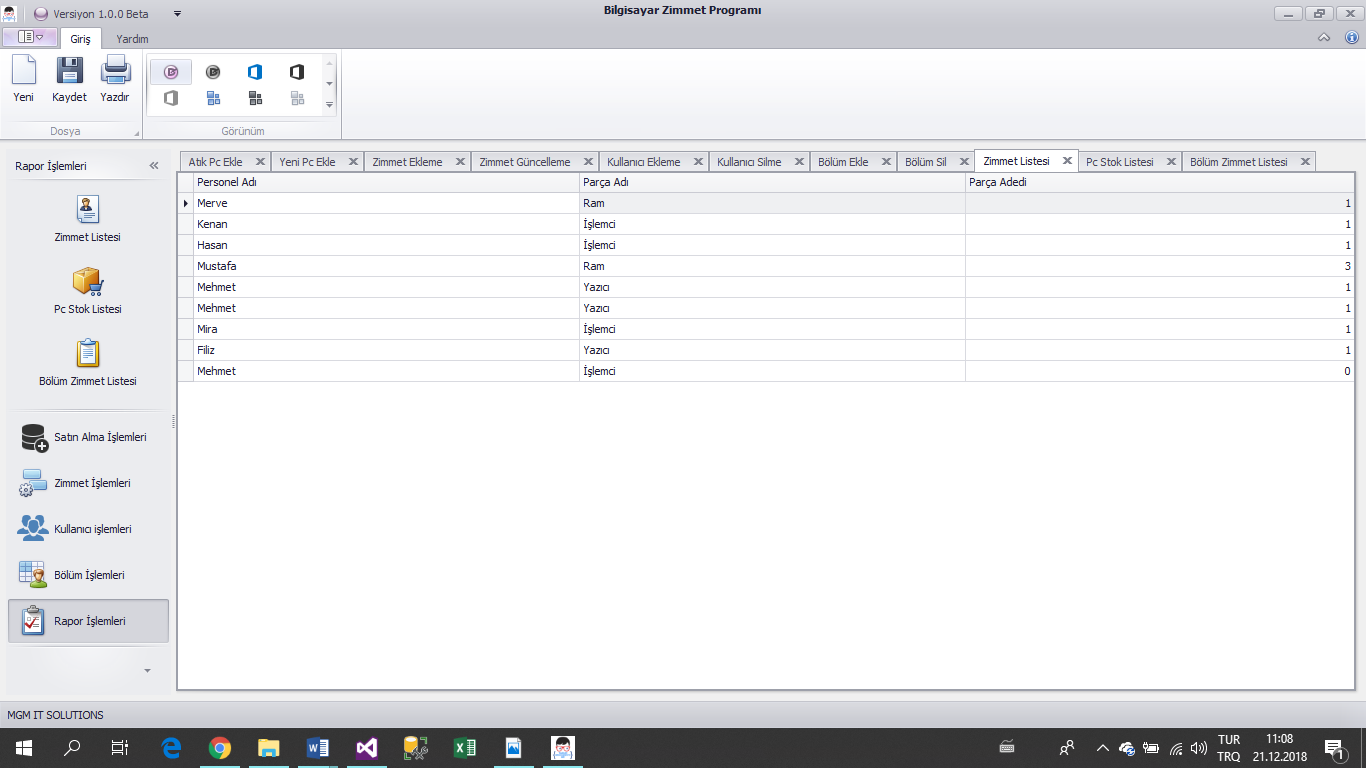 Versiyon 1.0.0 Beta
Bilgisayar Zimmet Programı
Giriş
Yardım
Yeni
Kaydet
Yazdır
Dosya
Görünüm
Rapor İşlemleri
Zimmet Listesi
Pc Stok Listesi
Bölüm Zimmet Listesi
Satın Alma İşlemleri
Zimmet İşlemleri
Kullanıcı işlemleri
Bölüm İşlemleri
Rapor İşlemleri
Atık Pc Ekle
Yeni Pc Ekle
Zimmet Ekleme
Zimmet Güncelleme
Kullanıcı Ekleme
Kullanıcı Silme
Bölüm Ekle
Bölüm Sil
Zimmet Listesi
Pc Stok Listesi
Bölüm Zimmet Listesi
Personel Adı Parça Adı Parça Adedi
Merve Ram 1
Kenan İşlemci 1
Hasan İşlemci 1
Mustafa Ram 3
Mehmet Yazıcı 1
Mehmet Yazıcı 1
Mira İşlemci 1
Filiz Yazıcı 1
Mehmet İşlemci 0
MGM IT SOLUTIONS
TUR
TRQ
11:08
21.12.2018
1